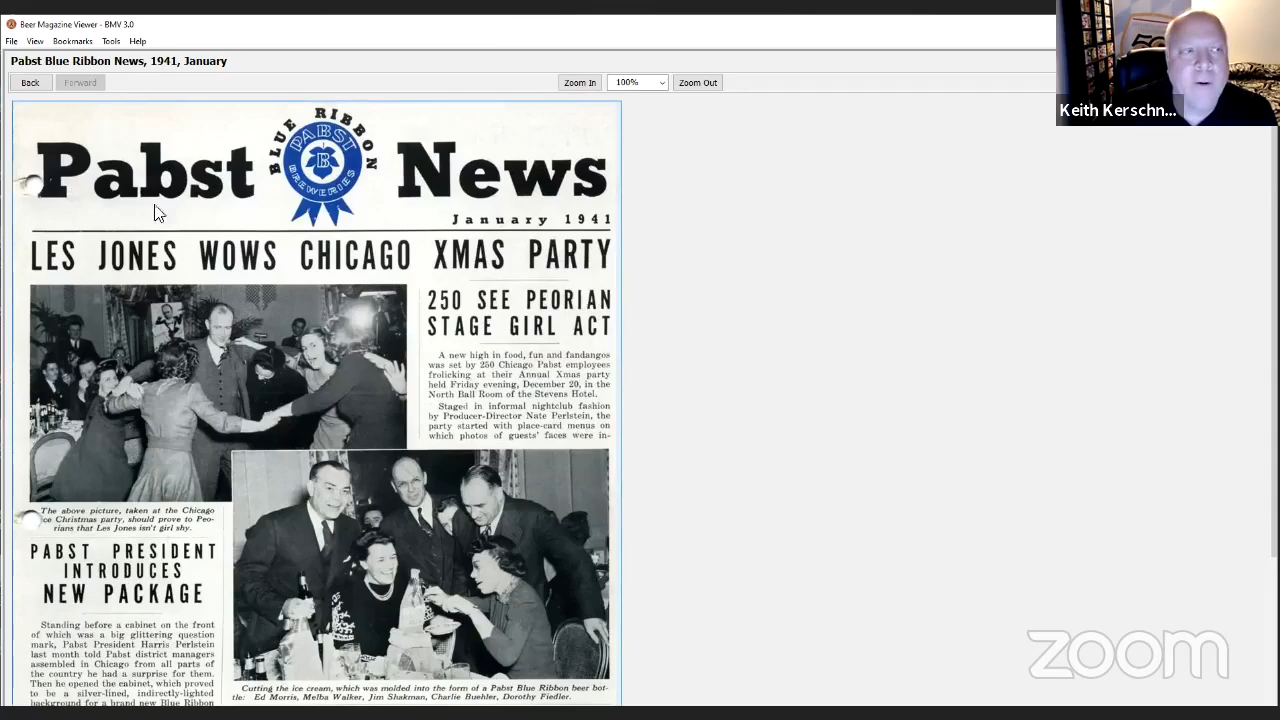 Beer Magazine Viewer - BMV 3.0
File View Bookmarks Tools Help
Pabst Blue Ribbon News, 1941, January
Back Forward Zoom In 100% Zoom Out
Keith Kerschn...
Pabst BLUE RIBBON News
PABST
B
BREWERIES
January 1941
LES JONES WOWS CHICAGO XMAS PARTY
250 SEE PEORIAN
STAGE GIRL ACT
A new high in food, fun and fandangos
was set by 250 Chicago Pabst employees
frolicking at their Annual Xmas party
held Friday evening, December 20, in the
North Ball Room of the Stevens Hotel.
Staged in informal nightclub fashion
by Producer-Director Nate Perlstein, the
party started with place-card menus on
which photos of guests' faces were in-
The above picture, taken at the Chicago
ce Christmas party, should prove to Peo-
rians that Les Jones isn't girl shy.
PABST PRESIDENT
INTRODUCES
NEW PACKAGE
Standing before a cabinet on the front
of which was a big glittering question
mark, Pabst President Harris Perlstein
last month told Pabst district managers
assembled in Chicago from all parts of
the country he had a surprise for them.
Then he opened the cabinet, which proved
to be a silver-lined, indirectly-lighted
background for a brand new Blue Ribbon
Cutting the ice cream, which was molded into the form of a Pabst Blue Ribbon beer bot-
tle: Ed Morris, Melba Walker, Jim Shakman, Charlie Buehler, Dorothy Fiedler.
zoom